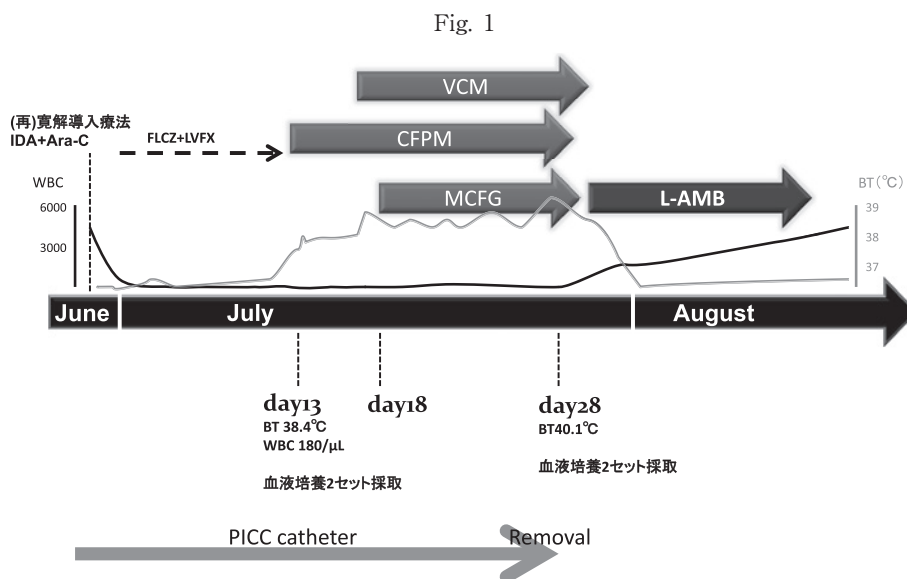 Fig. 1
VCM
(再)寛解導入療法
IDA+Ara-C
FLCZ+LVFX
CFPM
WBC
MCFG
L-AMB
BT(℃)
6000
39
3000
38
37
June
July
August
day13
day18
day28
BT 38.4℃
BT40.1℃
WBC 180/μL
血液培養2セット採取
血液培養2セット採取
PICC catheter
Removal